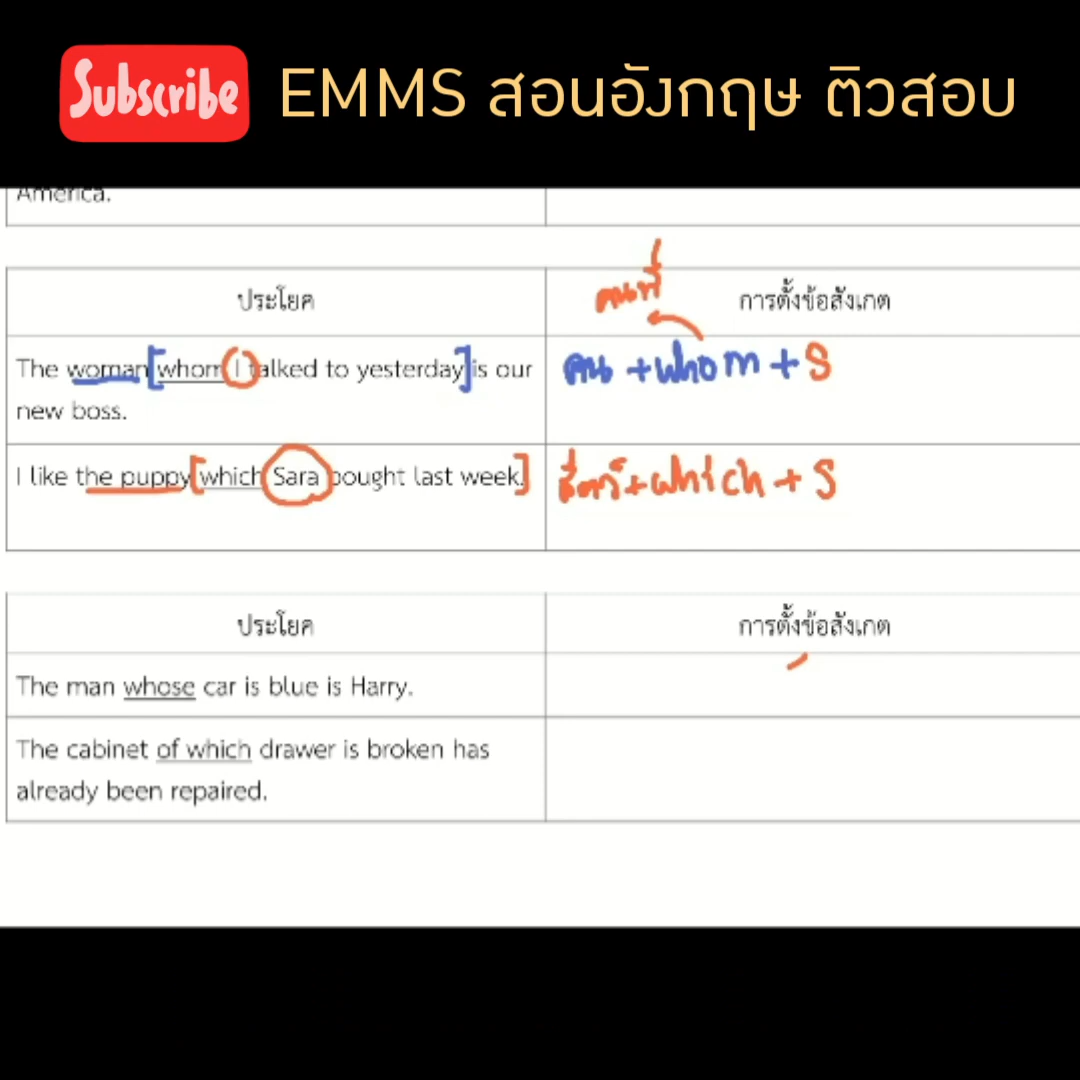 Subscribe EMMS สอนอังกฤษ ติวสอบ
America.
คนที่
ประโยค การตั้งข้อสังเกต
The woman [whom I talked to yesterday] is our คน + whom + S
new boss.
I like the puppy [which Sara bought last week.] + which + S
ประโยค การตั้งข้อสังเกต
The man whose car is blue is Harry.
The cabinet of which drawer is broken has
already been repaired.